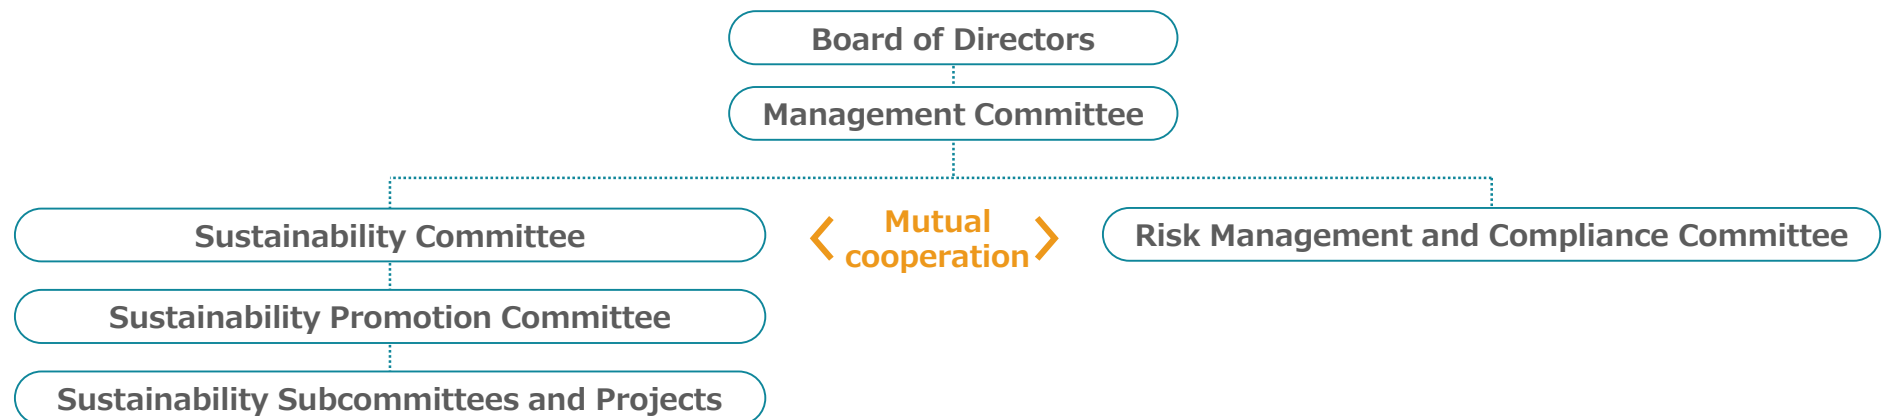 Board of Directors
Management Committee
Sustainability Committee
Mutual
cooperation
Risk Management and Compliance Committee
Sustainability Promotion Committee
Sustainability Subcommittees and Projects